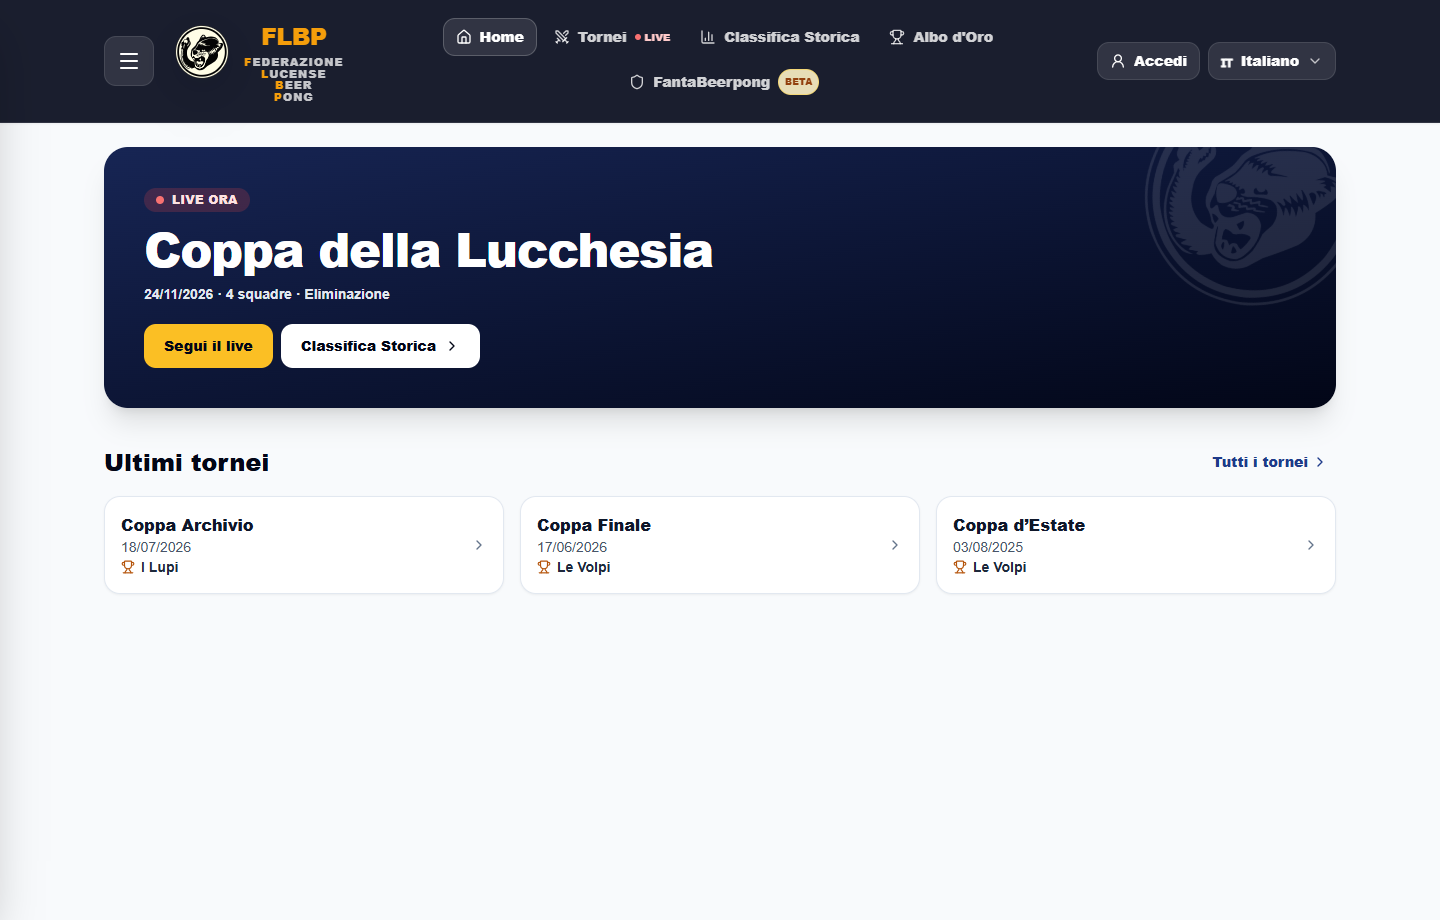 FLBP
FEDERAZIONE
LUCENSE
BEER
PONG
Home
Tornei
LIVE
Classifica Storica
Albo d'Oro
FantaBeerpong
BETA
Accedi
IT Italiano
LIVE ORA
Coppa della Lucchesia
24/11/2026 · 4 squadre · Eliminazione
Segui il live
Classifica Storica
Ultimi tornei
Tutti i tornei
Coppa Archivio
18/07/2026
I Lupi
Coppa Finale
17/06/2026
Le Volpi
Coppa d’Estate
03/08/2025
Le Volpi